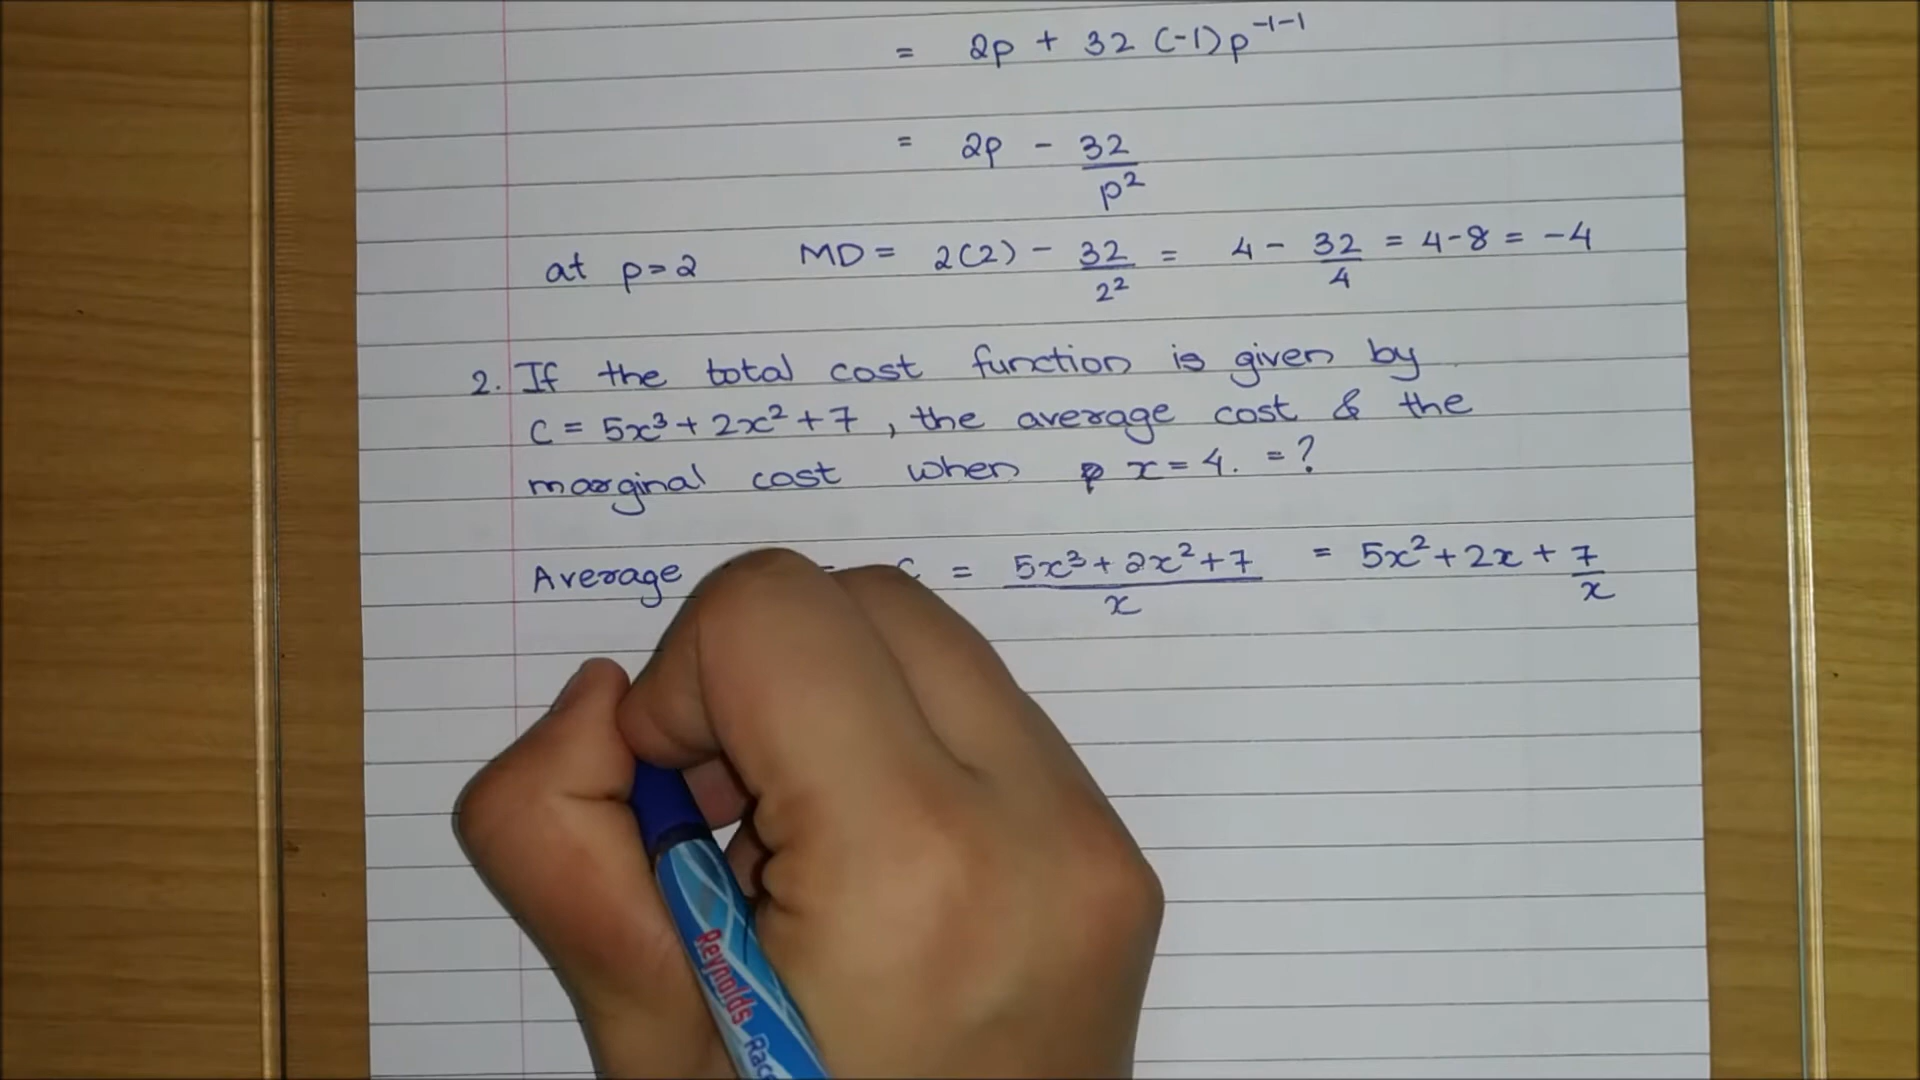 = 2p + 32 (-1)p⁻¹⁻¹
= 2p - 32/p²
at p=2 MD = 2(2) - 32/2² = 4 - 32/4 = 4-8 = -4
2. If the total cost function is given by
C = 5x³ + 2x² + 7, the average cost & the
marginal cost when x = 4. = ?
Average = C = 5x³ + 2x² + 7/x = 5x² + 2x + 7/x
Reynolds